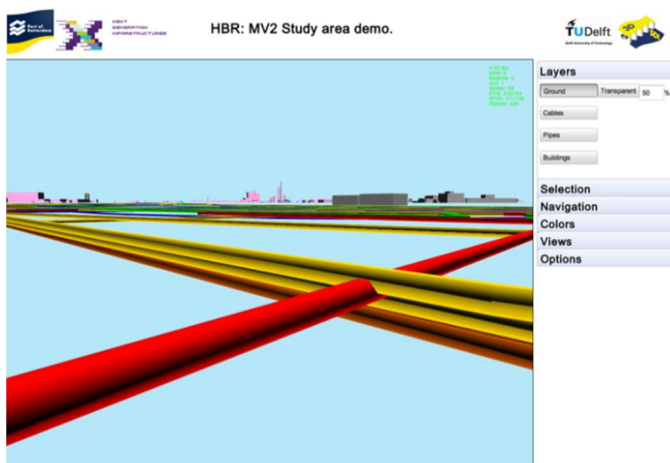 Port of
Rotterdam
NEXT
GENERATION
INFRASTRUCTURES
HBR: MV2 Study area demo.
TUDelft
Delft University of Technology
Layers
Ground
Transparent
50
%
Cables
Pipes
Buildings
Selection
Navigation
Colors
Views
Options